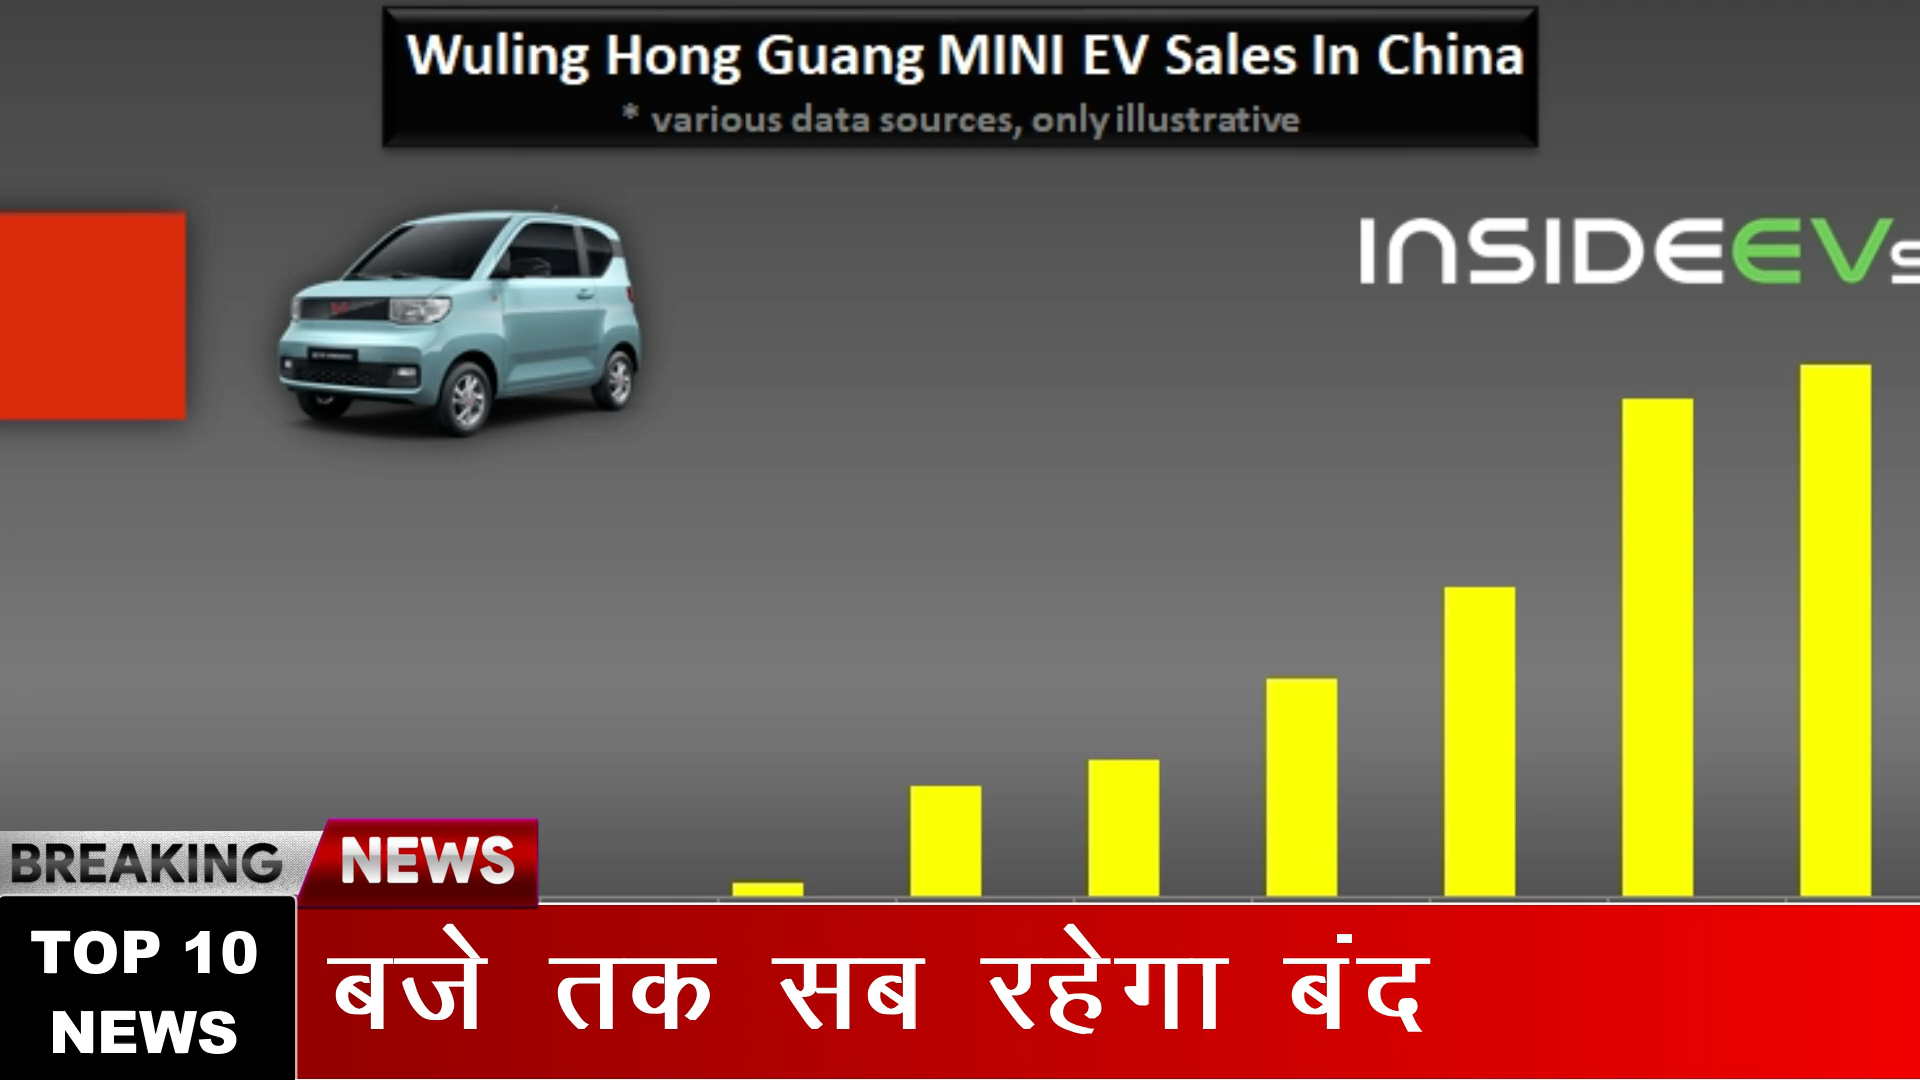 Wuling Hong Guang MINI EV Sales In China
* various data sources, only illustrative
INSIDEEVs
BREAKING NEWS
TOP 10
NEWS
बजे तक सब रहेगा बंद